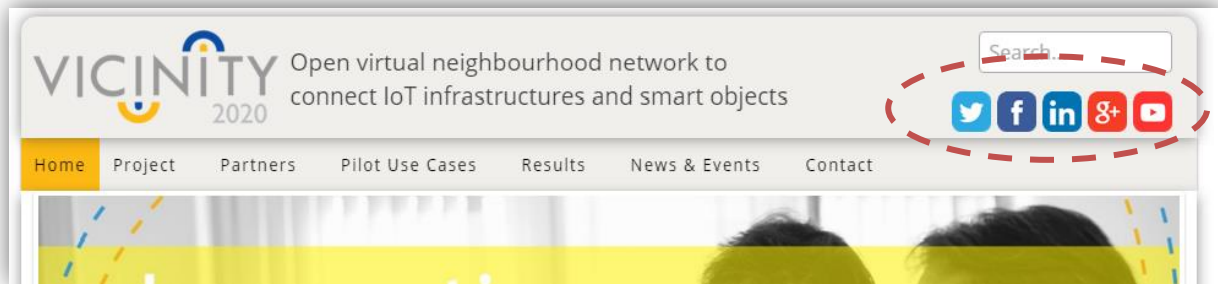 VICINITY
2020
Open virtual neighbourhood network to
connect IoT infrastructures and smart objects
Search...
f in g+
Home Project Partners Pilot Use Cases Results News & Events Contact